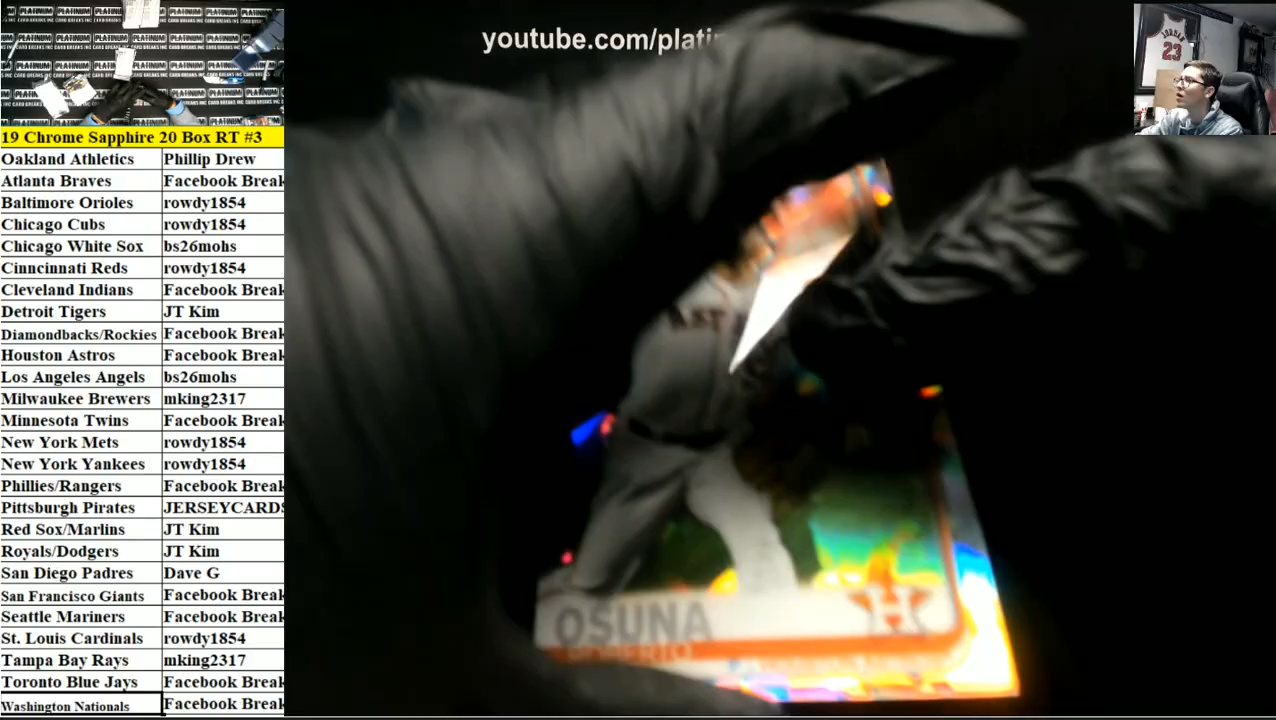 PLATINUM
CARD BREAKS INC
youtube.com/plati
JORDAN
23
19 Chrome Sapphire 20 Box RT #3
Oakland Athletics Phillip Drew
Atlanta Braves Facebook Break
Baltimore Orioles rowdy1854
Chicago Cubs rowdy1854
Chicago White Sox bs26mohs
Cinncinnati Reds rowdy1854
Cleveland Indians Facebook Break
Detroit Tigers JT Kim
Diamondbacks/Rockies Facebook Break
Houston Astros Facebook Break
Los Angeles Angels bs26mohs
Milwaukee Brewers mking2317
Minnesota Twins Facebook Break
New York Mets rowdy1854
New York Yankees rowdy1854
Phillies/Rangers Facebook Break
Pittsburgh Pirates JERSEYCARDS
Red Sox/Marlins JT Kim
Royals/Dodgers JT Kim
San Diego Padres Dave G
San Francisco Giants Facebook Break
Seattle Mariners Facebook Break
St. Louis Cardinals rowdy1854
Tampa Bay Rays mking2317
Toronto Blue Jays Facebook Break
Washington Nationals Facebook Break
OSUNA
ROBERTO
H